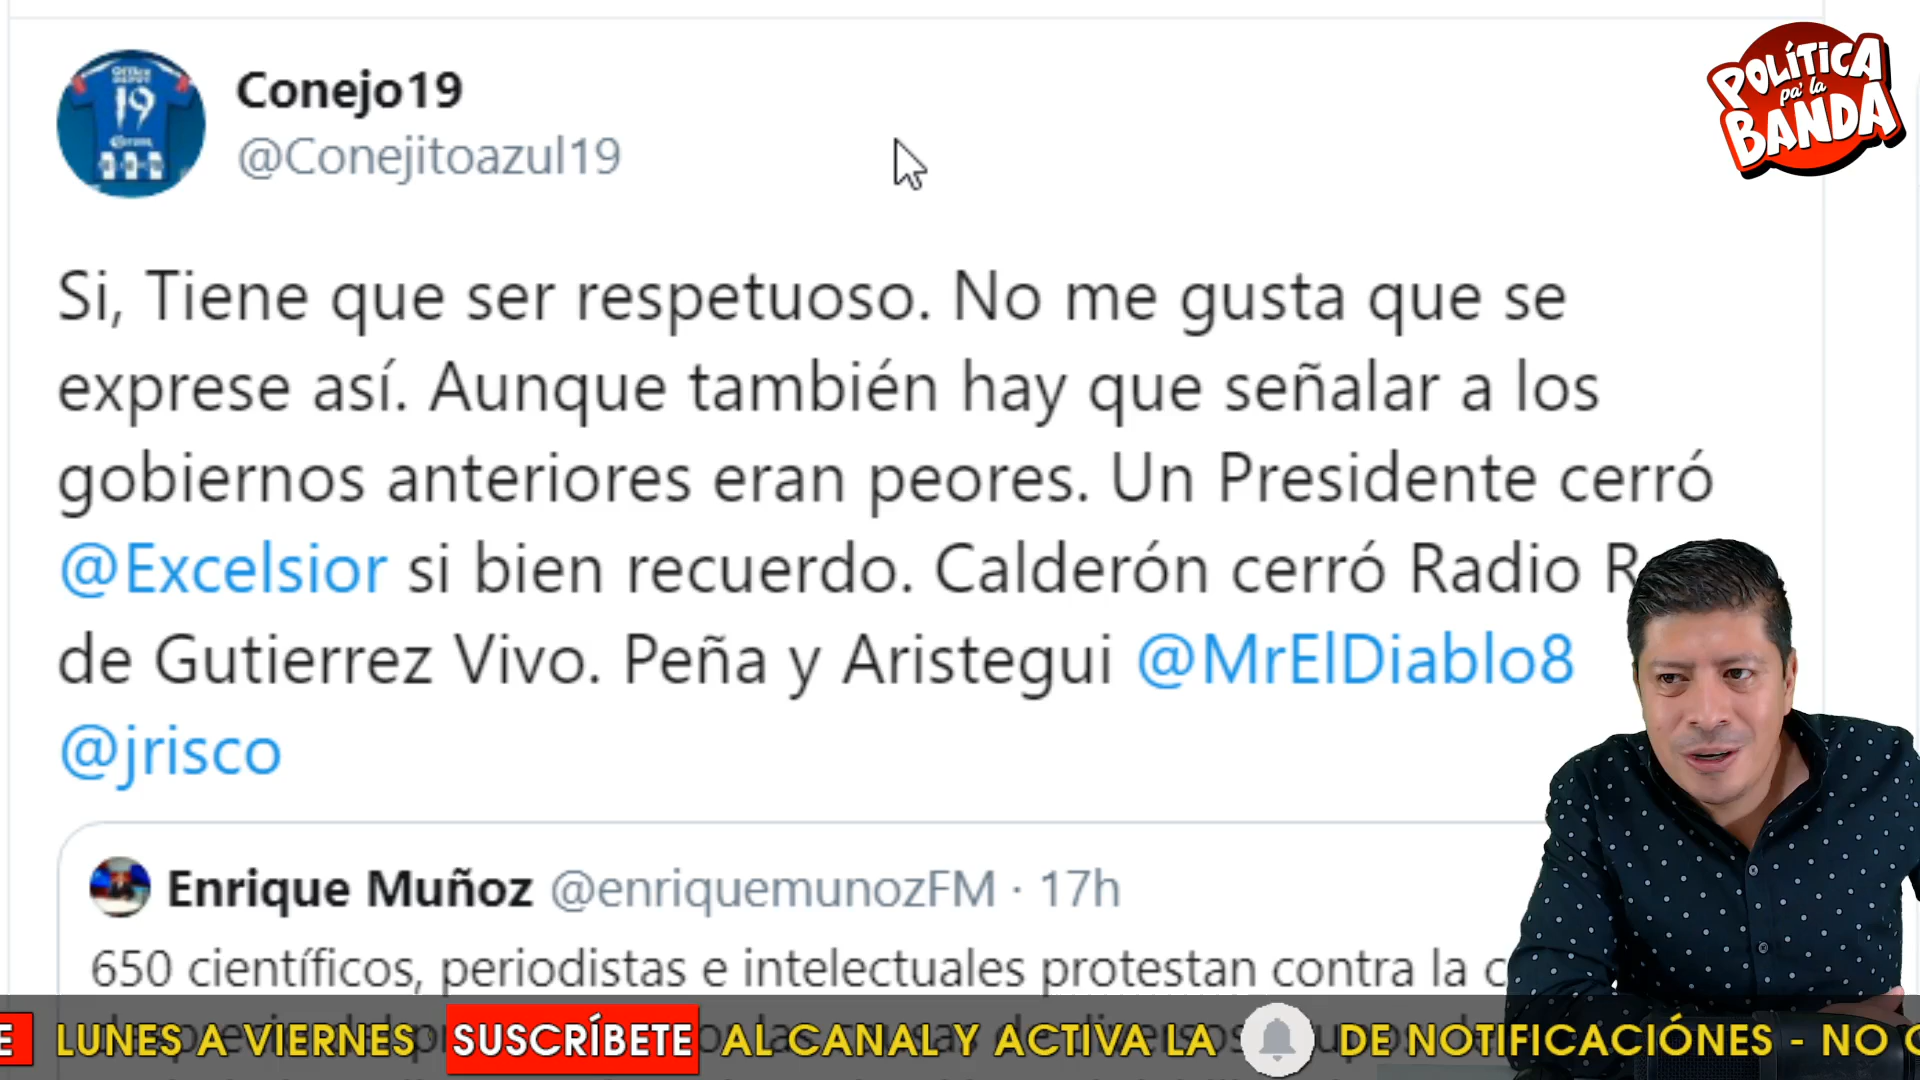 POLÍTICA
pa' la
BANDA
OFFICE
DEPOT
19
Conejo19
@Conejitoazul19
Si, Tiene que ser respetuoso. No me gusta que se
exprese así. Aunque también hay que señalar a los
gobiernos anteriores eran peores. Un Presidente cerró
@Excelsior si bien recuerdo. Calderón cerró Radio
de Gutierrez Vivo. Peña y Aristegui @MrElDiablo8
@jrisco
Enrique Muñoz @enriquemunozFM · 17h
650 científicos, periodistas e intelectuales protestan contra la
LUNES A VIERNES SUSCRÍBETE AL CANAL Y ACTIVA LA DE NOTIFICACIÓNES - NO